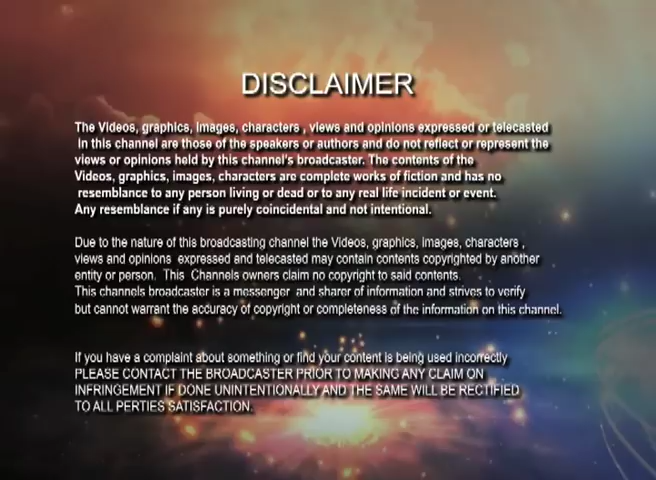 DISCLAIMER
The Videos, graphics, images, characters , views and opinions expressed or telecasted
in this channel are those of the speakers or authors and do not reflect or represent the
views or opinions held by this channel's broadcaster. The contents of the
Videos, graphics, images, characters are complete works of fiction and has no
resemblance to any person living or dead or to any real life incident or event.
Any resemblance if any is purely coincidental and not intentional.
Due to the nature of this broadcasting channel the Videos, graphics, images, characters ,
views and opinions expressed and telecasted may contain contents copyrighted by another
entity or person. This Channels owners claim no copyright to said contents.
This channels broadcaster is a messenger and sharer of information and strives to verify
but cannot warrant the accuracy of copyright or completeness of the information on this channel.
If you have a complaint about something or find your content is being used incorrectly
PLEASE CONTACT THE BROADCASTER PRIOR TO MAKING ANY CLAIM ON
INFRINGEMENT IF DONE UNINTENTIONALLY AND THE SAME WILL BE RECTIFIED
TO ALL PERTIES SATISFACTION.